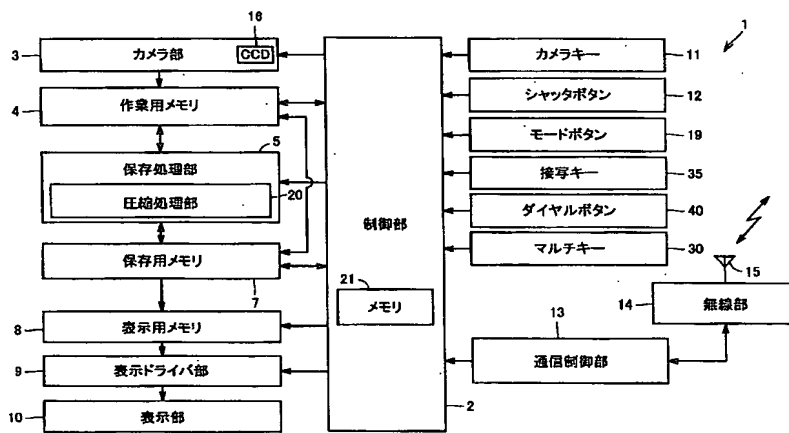 16
1
3
カメラ部
CCD
4
作業用メモリ
5
保存処理部
圧縮処理部
20
保存用メモリ
7
8
表示用メモリ
9
表示ドライバ部
10
表示部
制御部
21
メモリ
2
カメラキー
11
シャッタボタン
12
モードボタン
19
接写キー
35
ダイヤルボタン
40
マルチキー
30
15
14
無線部
13
通信制御部